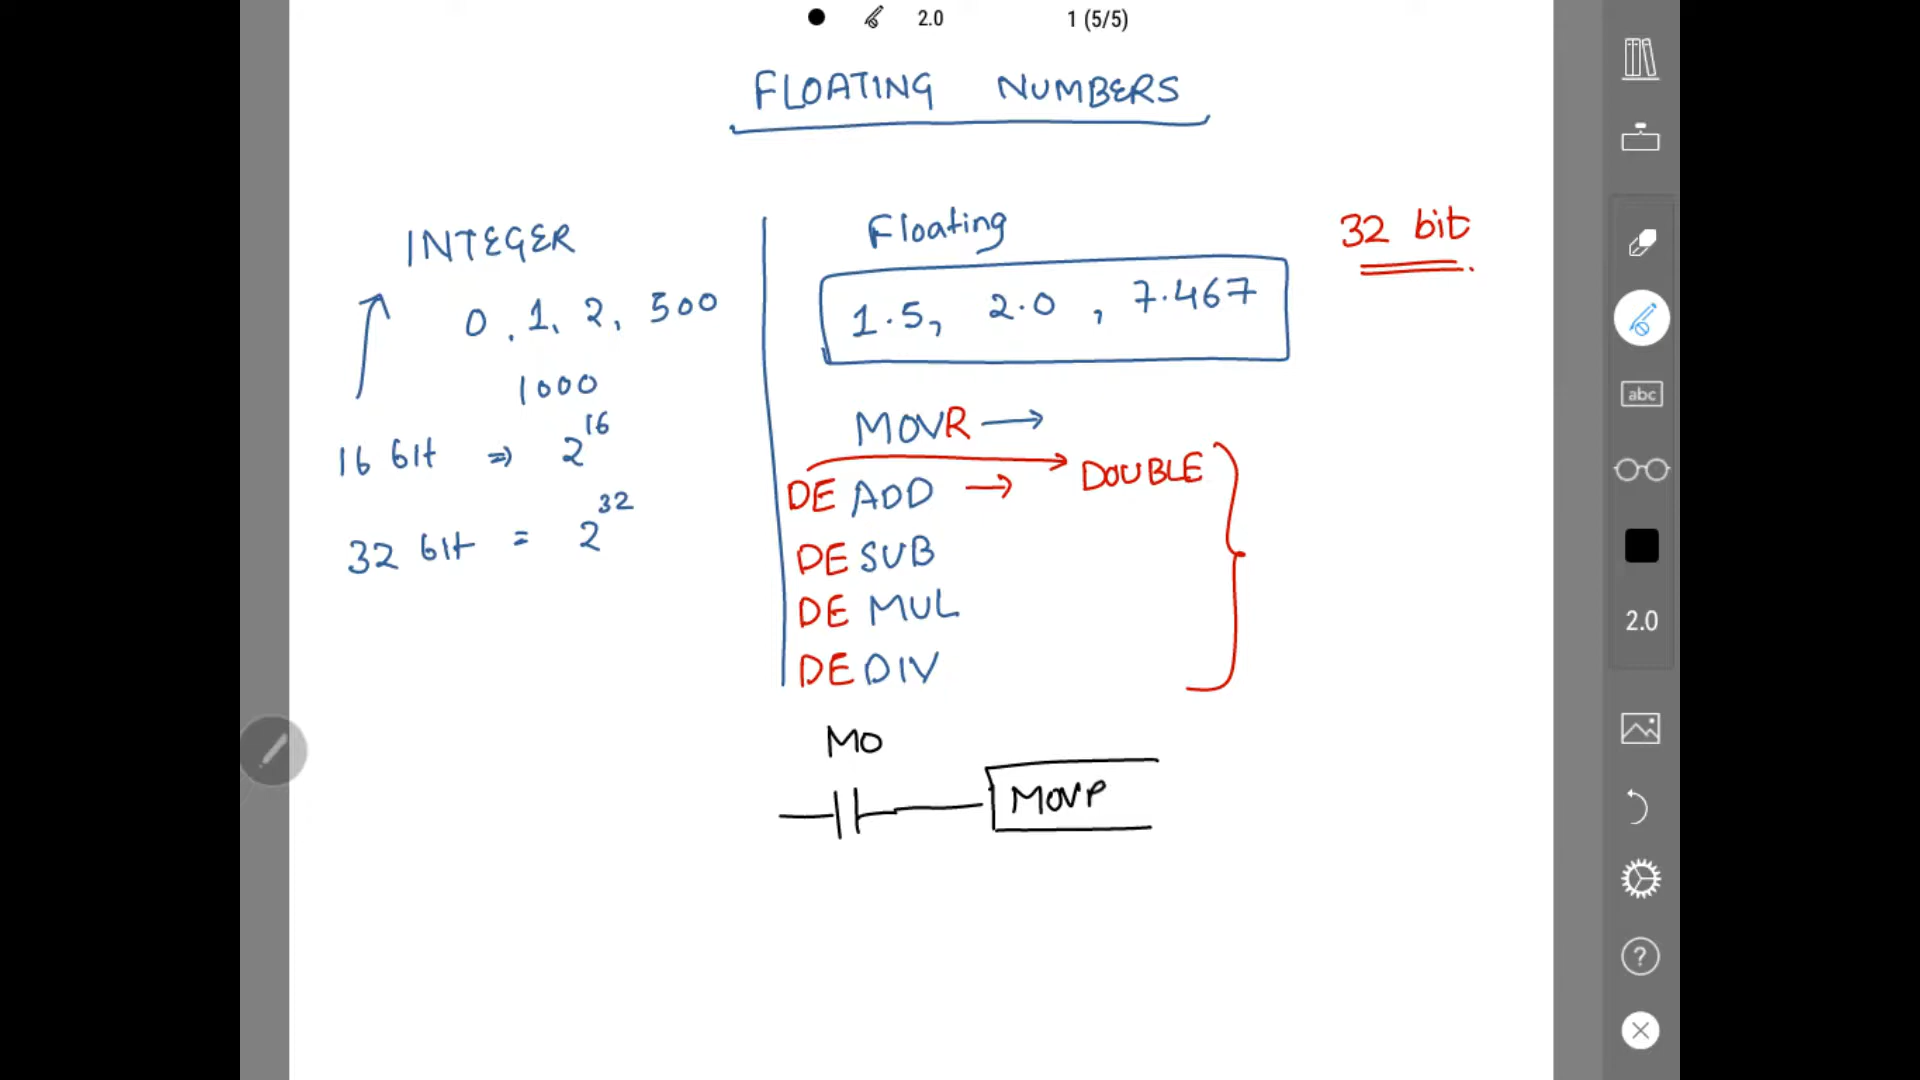 2.0 1 (5/5)
FLOATING NUMBERS
INTEGER
0, 1, 2, 500
1000
16 bit ⇒ 2^16
32 bit = 2^32
Floating
1.5, 2.0, 7.467
32 bit
MOVR →
DE ADD → DOUBLE
DE SUB
DE MUL
DE DIV
M0
MOVP
abc
2.0
?